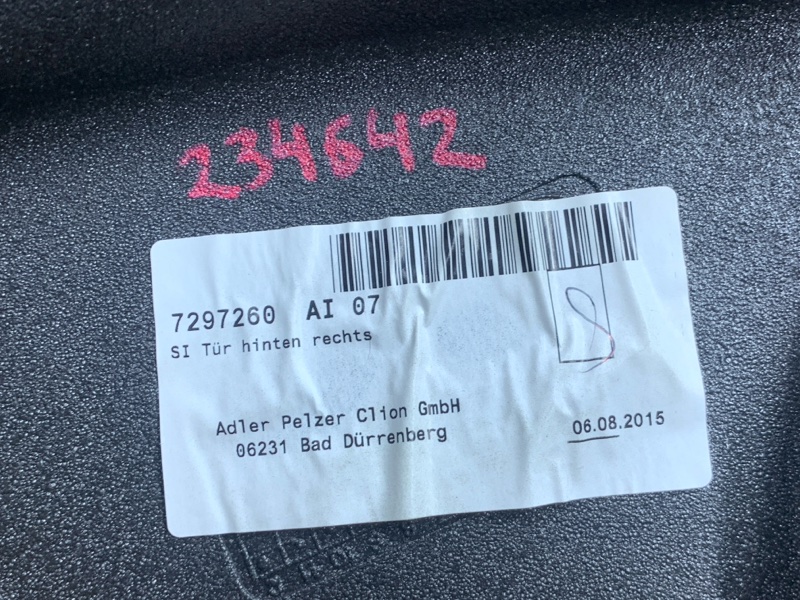 234642
7297260 AI 07
SI Tür hinten rechts
Adler Pelzer Clion GmbH
06231 Bad Dürrenberg
06.08.2015